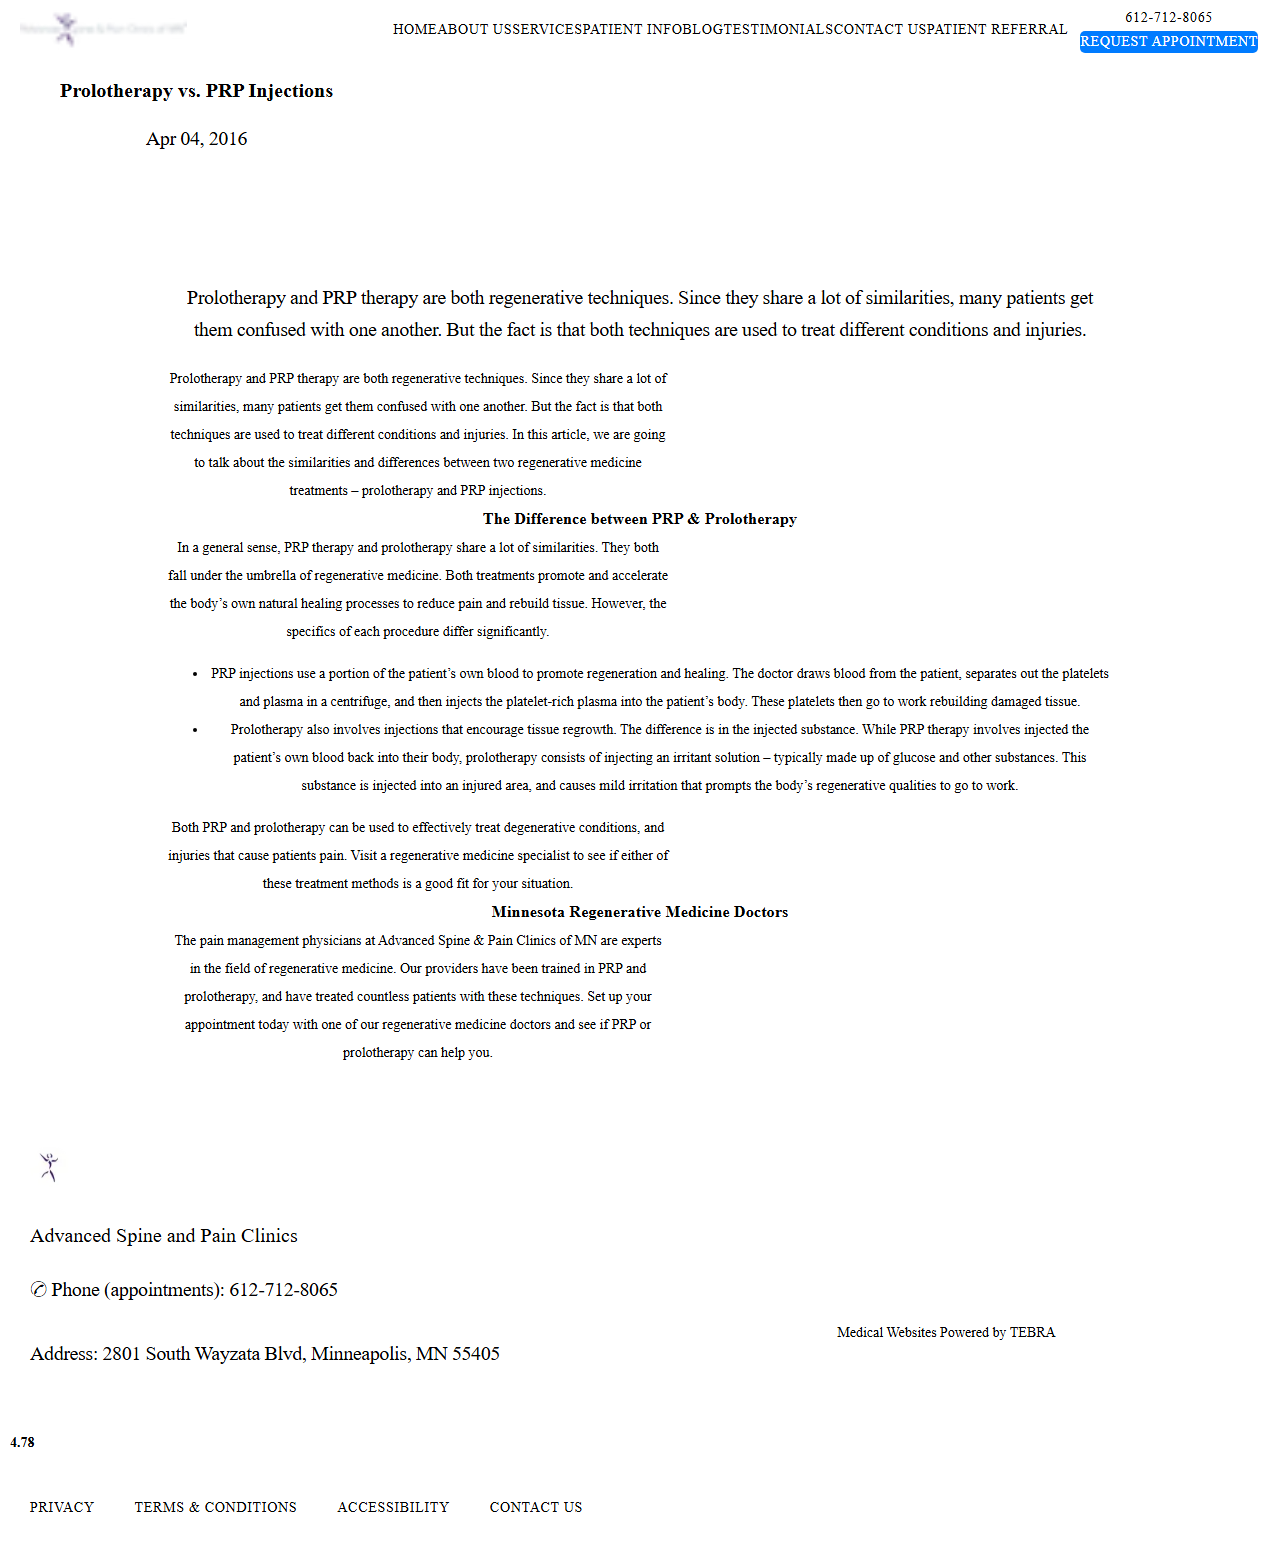 HOME ABOUT US SERVICES PATIENT INFO BLOG TESTIMONIALS CONTACT US PATIENT REFERRAL
612-712-8065
REQUEST APPOINTMENT
Prolotherapy vs. PRP Injections
Apr 04, 2016
Prolotherapy and PRP therapy are both regenerative techniques. Since they share a lot of similarities, many patients get
them confused with one another. But the fact is that both techniques are used to treat different conditions and injuries.
Prolotherapy and PRP therapy are both regenerative techniques. Since they share a lot of
similarities, many patients get them confused with one another. But the fact is that both
techniques are used to treat different conditions and injuries. In this article, we are going
to talk about the similarities and differences between two regenerative medicine
treatments – prolotherapy and PRP injections.
The Difference between PRP & Prolotherapy
In a general sense, PRP therapy and prolotherapy share a lot of similarities. They both
fall under the umbrella of regenerative medicine. Both treatments promote and accelerate
the body’s own natural healing processes to reduce pain and rebuild tissue. However, the
specifics of each procedure differ significantly.
• PRP injections use a portion of the patient’s own blood to promote regeneration and healing. The doctor draws blood from the patient, separates out the platelets
and plasma in a centrifuge, and then injects the platelet-rich plasma into the patient’s body. These platelets then go to work rebuilding damaged tissue.
• Prolotherapy also involves injections that encourage tissue regrowth. The difference is in the injected substance. While PRP therapy involves injected the
patient’s own blood back into their body, prolotherapy consists of injecting an irritant solution – typically made up of glucose and other substances. This
substance is injected into an injured area, and causes mild irritation that prompts the body’s regenerative qualities to go to work.
Both PRP and prolotherapy can be used to effectively treat degenerative conditions, and
injuries that cause patients pain. Visit a regenerative medicine specialist to see if either of
these treatment methods is a good fit for your situation.
Minnesota Regenerative Medicine Doctors
The pain management physicians at Advanced Spine & Pain Clinics of MN are experts
in the field of regenerative medicine. Our providers have been trained in PRP and
prolotherapy, and have treated countless patients with these techniques. Set up your
appointment today with one of our regenerative medicine doctors and see if PRP or
prolotherapy can help you.
Advanced Spine and Pain Clinics
✆ Phone (appointments): 612-712-8065
Medical Websites Powered by TEBRA
Address: 2801 South Wayzata Blvd, Minneapolis, MN 55405
4.78
PRIVACY TERMS & CONDITIONS ACCESSIBILITY CONTACT US